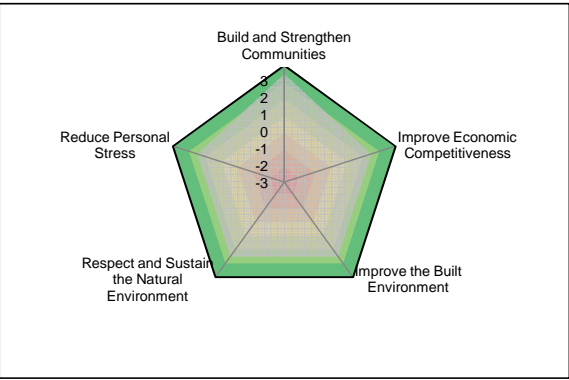 Build and Strengthen
Communities
3
2
1
0
-1
-2
-3
Reduce Personal
Stress
Improve Economic
Competitiveness
Respect and Sustain
the Natural
Environment
Improve the Built
Environment